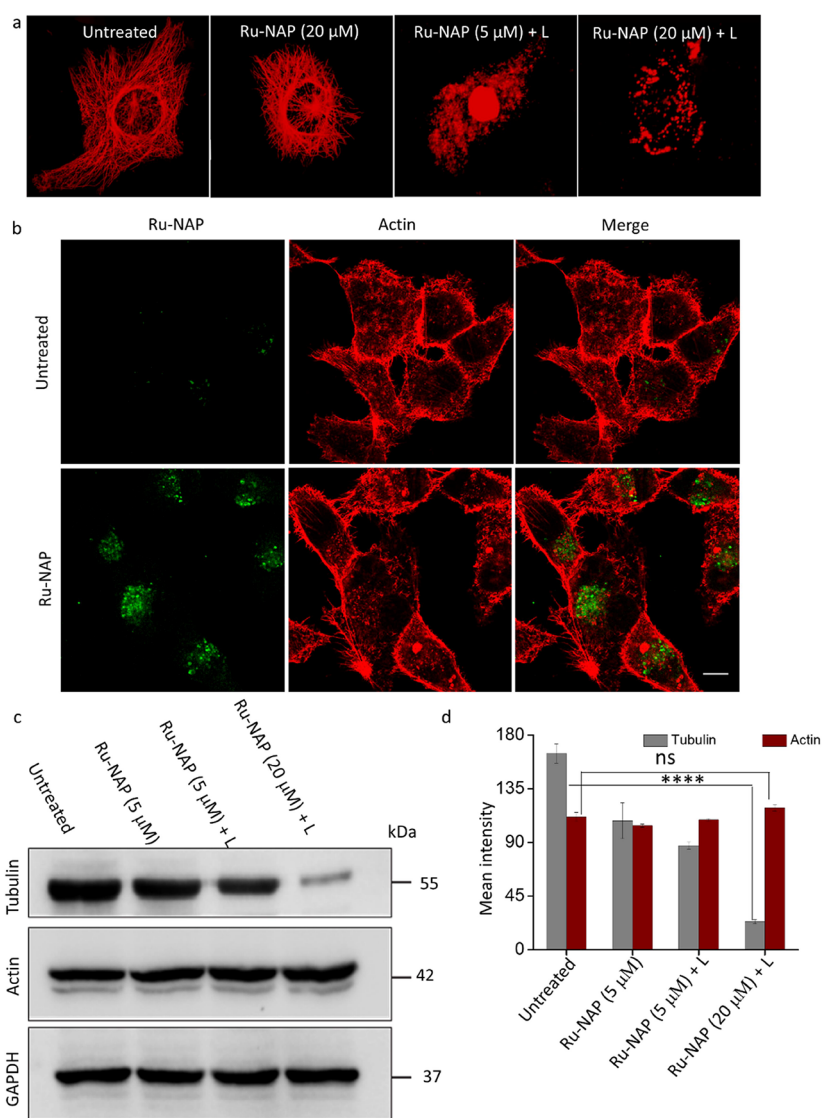 a
Untreated
Ru-NAP (20 μM)
Ru-NAP (5 μM) + L
Ru-NAP (20 μM) + L
b
Ru-NAP
Actin
Merge
Untreated
Ru-NAP
c
Untreated
Ru-NAP (5 μM)
Ru-NAP (5 μM) + L
Ru-NAP (20 μM) + L
kDa
Tubulin
55
Actin
42
GAPDH
37
d
Tubulin
Actin
ns
****
Mean intensity
180
135
90
45
0
Untreated
Ru-NAP (5 μM)
Ru-NAP (5 μM) + L
Ru-NAP (20 μM) + L